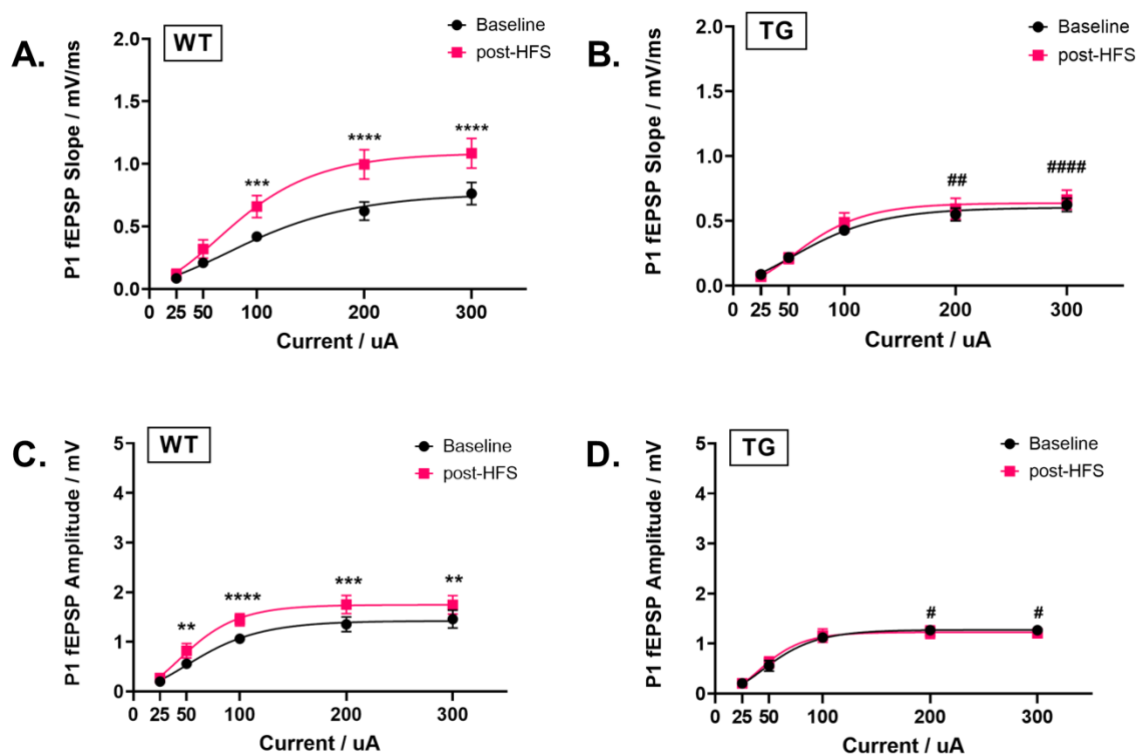 A.
WT
Baseline
post-HFS
P1 fEPSP Slope / mV/ms
2.0
1.5
1.0
0.5
0.0
***
****
****
0 25 50 100 200 300
Current / uA
B.
TG
Baseline
post-HFS
P1 fEPSP Slope / mV/ms
2.0
1.5
1.0
0.5
0.0
##
####
0 25 50 100 200 300
Current / uA
C.
WT
Baseline
post-HFS
P1 fEPSP Amplitude / mV
5
4
3
2
1
0
**
****
***
**
0 25 50 100 200 300
Current / uA
D.
TG
Baseline
post-HFS
P1 fEPSP Amplitude / mV
5
4
3
2
1
0
#
#
0 25 50 100 200 300
Current / uA